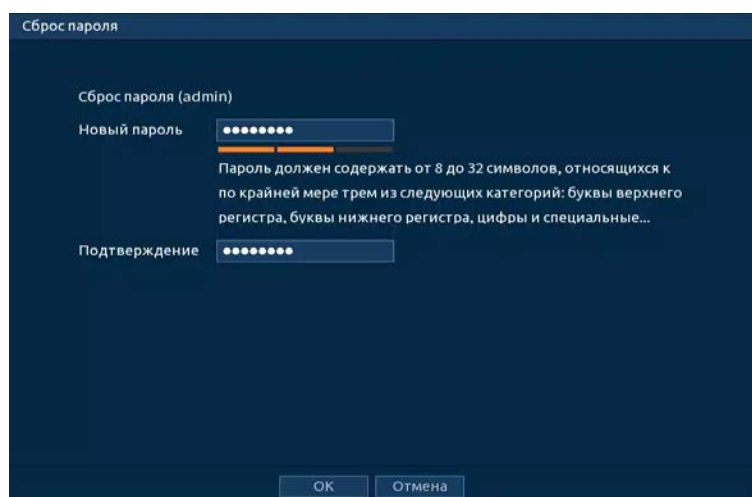 Сброс пароля
Сброс пароля (admin)
Новый пароль ●●●●●●●●
Пароль должен содержать от 8 до 32 символов, относящихся к
по крайней мере трем из следующих категорий: буквы верхнего
регистра, буквы нижнего регистра, цифры и специальные...
Подтверждение ●●●●●●●●
OK Отмена